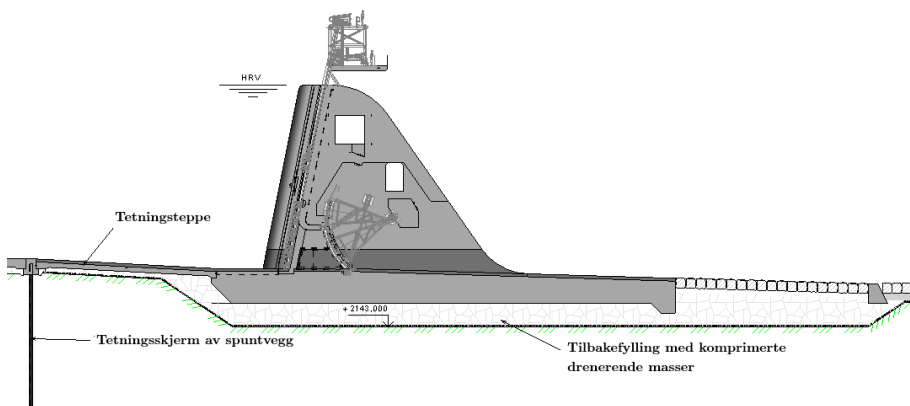 HRV
Tetningsteppe
+ 2143,000
Tetningsskjerm av spuntvegg
Tilbakefylling med komprimerte
drenerende masser